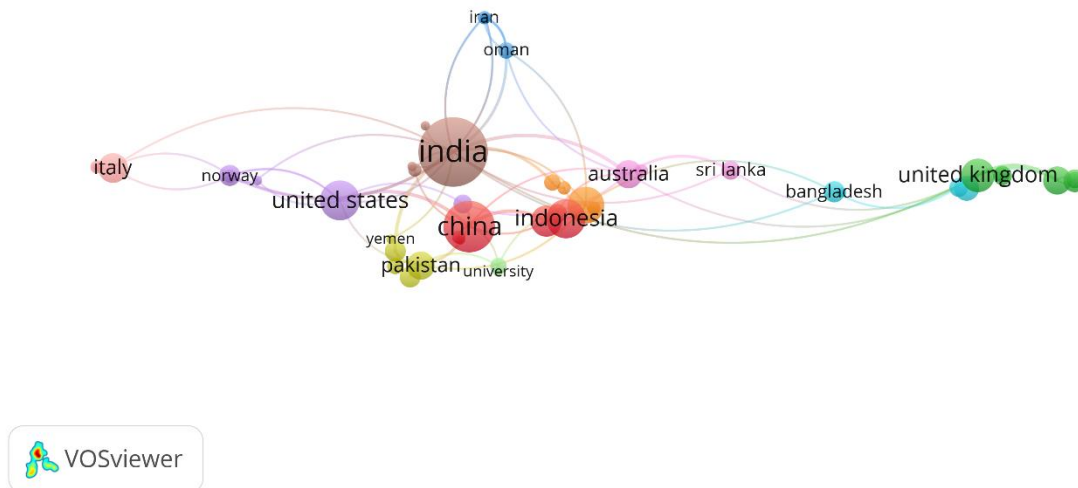 iran
oman
india
italy
norway
united states
australia
sri lanka
bangladesh
united kingdom
indonesia
china
yemen
pakistan
university
VOSviewer